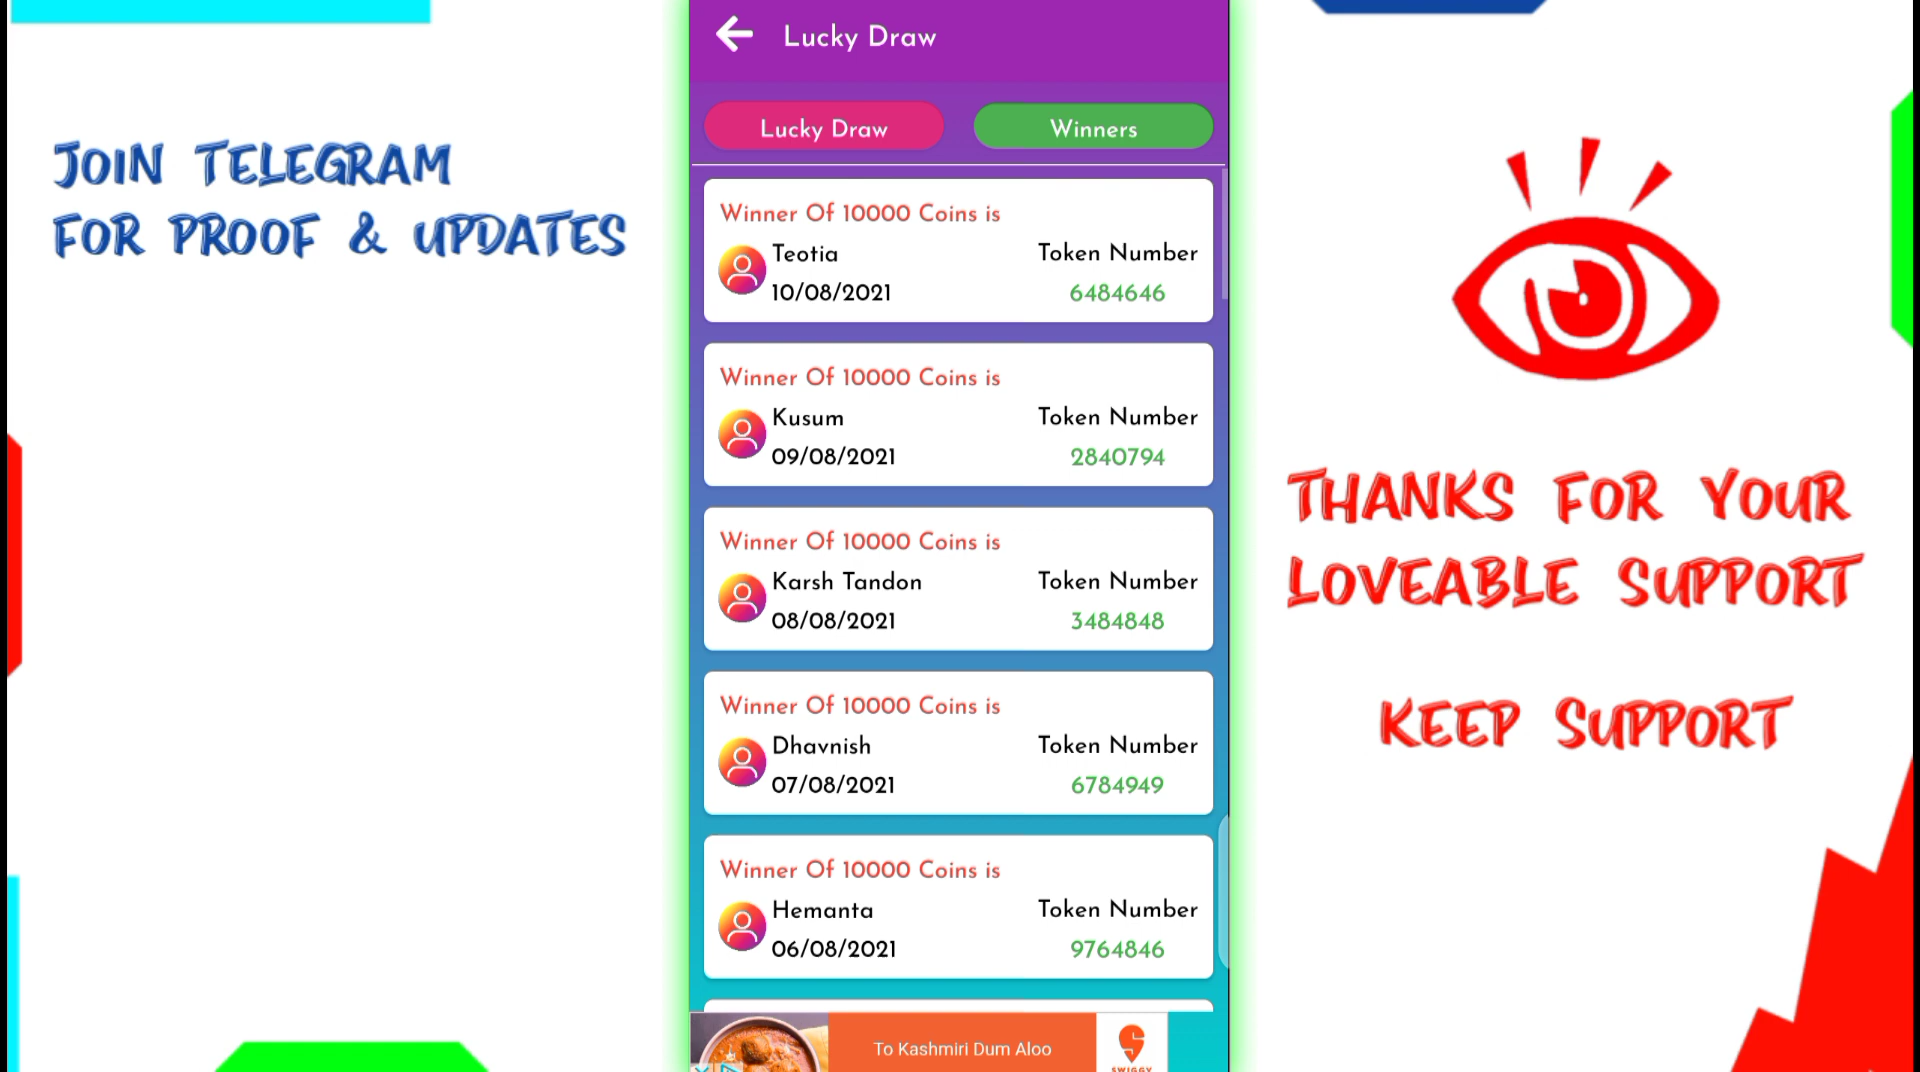 JOIN TELEGRAM
FOR PROOF & UPDATES
Lucky Draw
Lucky Draw
Winners
Winner Of 10000 Coins is
Teotia
Token Number
10/08/2021
6484646
Winner Of 10000 Coins is
Kusum
Token Number
09/08/2021
2840794
Winner Of 10000 Coins is
Karsh Tandon
Token Number
08/08/2021
3484848
Winner Of 10000 Coins is
Dhavnish
Token Number
07/08/2021
6784949
Winner Of 10000 Coins is
Hemanta
Token Number
06/08/2021
9764846
To Kashmiri Dum Aloo
SWIGGY
THANKS FOR YOUR
LOVEABLE SUPPORT
KEEP SUPPORT